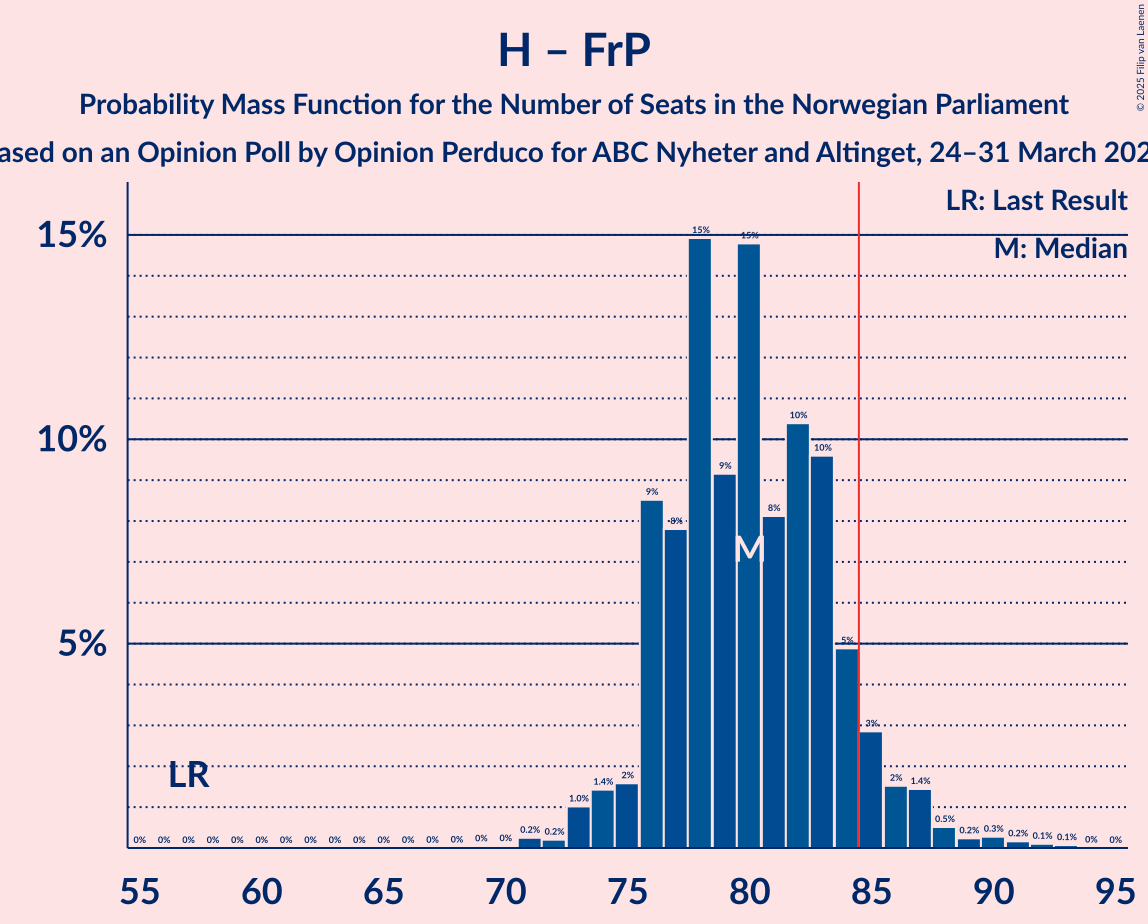 H – FrP
Probability Mass Function for the Number of Seats in the Norwegian Parliament
ased on an Opinion Poll by Opinion Perduco for ABC Nyheter and Altinget, 24–31 March 202
© 2025 Filip van Laenen
LR: Last Result
M: Median
15%
10%
5%
0% 0% 0% 0% 0% 0% 0% 0% 0% 0% 0% 0% 0% 0% 0% 0% 0.2% 0.2% 1.0% 1.4% 2% 9% 8% 15% 9% 15% 8% 10% 10% 5% 3% 2% 1.4% 0.5% 0.2% 0.3% 0.2% 0.1% 0.1% 0% 0%
LR
M
55 60 65 70 75 80 85 90 95